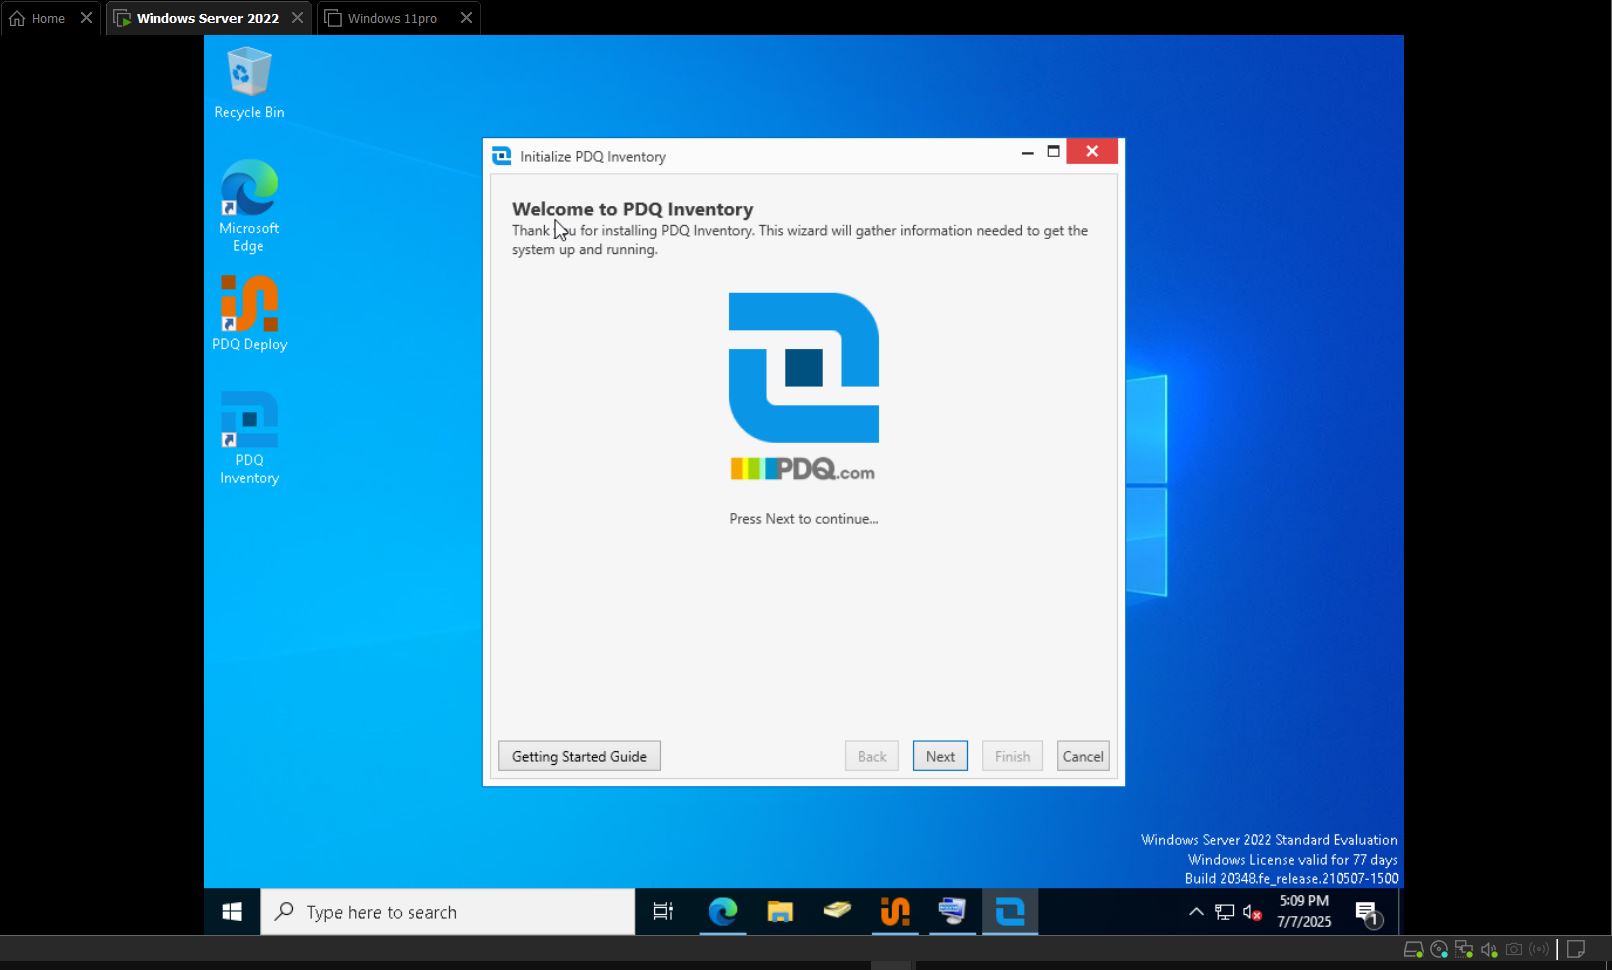 Home
Windows Server 2022
Windows 11pro
Recycle Bin
Microsoft
Edge
PDQ Deploy
PDQ
Inventory
Initialize PDQ Inventory
Welcome to PDQ Inventory
Thank you for installing PDQ Inventory. This wizard will gather information needed to get the
system up and running.
PDQ.com
Press Next to continue...
Getting Started Guide
Back
Next
Finish
Cancel
Windows Server 2022 Standard Evaluation
Windows License valid for 77 days
Build 20348.fe_release.210507-1500
Type here to search
5:09 PM
7/7/2025
1